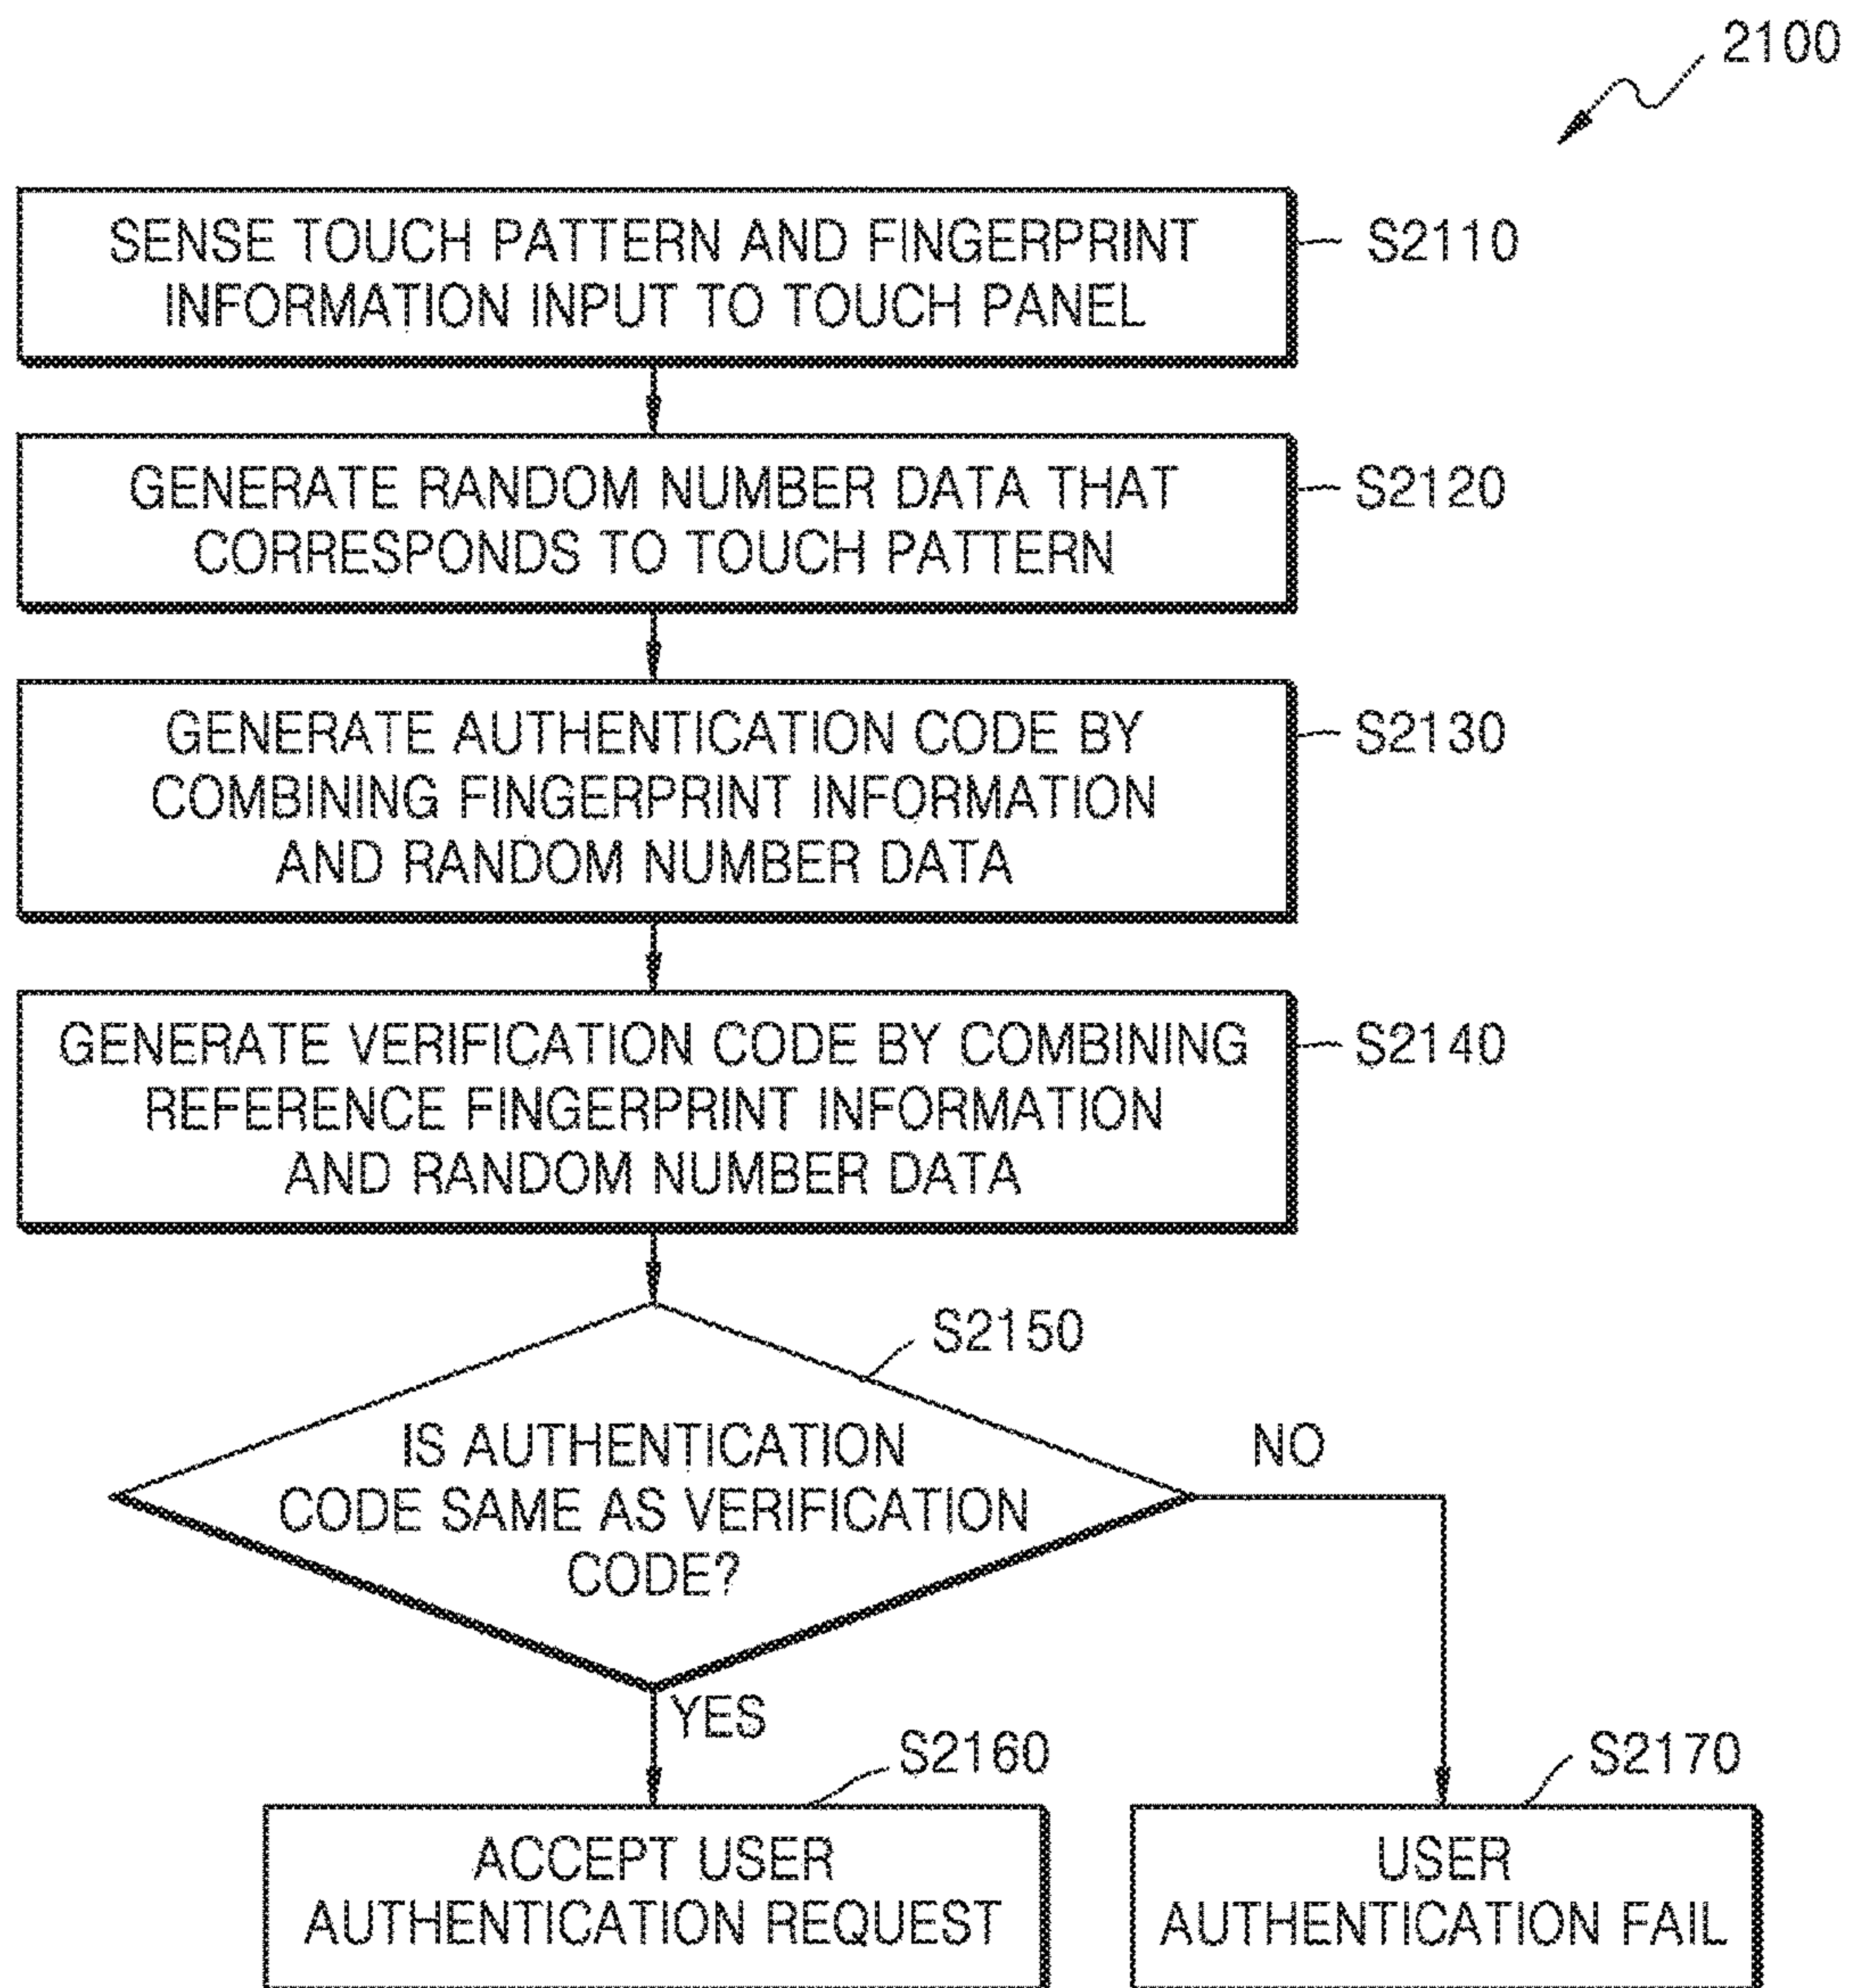 2100
SENSE TOUCH PATTERN AND FINGERPRINT
INFORMATION INPUT TO TOUCH PANEL
S2110
GENERATE RANDOM NUMBER DATA THAT
CORRESPONDS TO TOUCH PATTERN
S2120
GENERATE AUTHENTICATION CODE BY
COMBINING FINGERPRINT INFORMATION
AND RANDOM NUMBER DATA
S2130
GENERATE VERIFICATION CODE BY COMBINING
REFERENCE FINGERPRINT INFORMATION
AND RANDOM NUMBER DATA
S2140
S2150
IS AUTHENTICATION
CODE SAME AS VERIFICATION
CODE?
NO
YES
S2160
ACCEPT USER
AUTHENTICATION REQUEST
S2170
USER
AUTHENTICATION FAIL